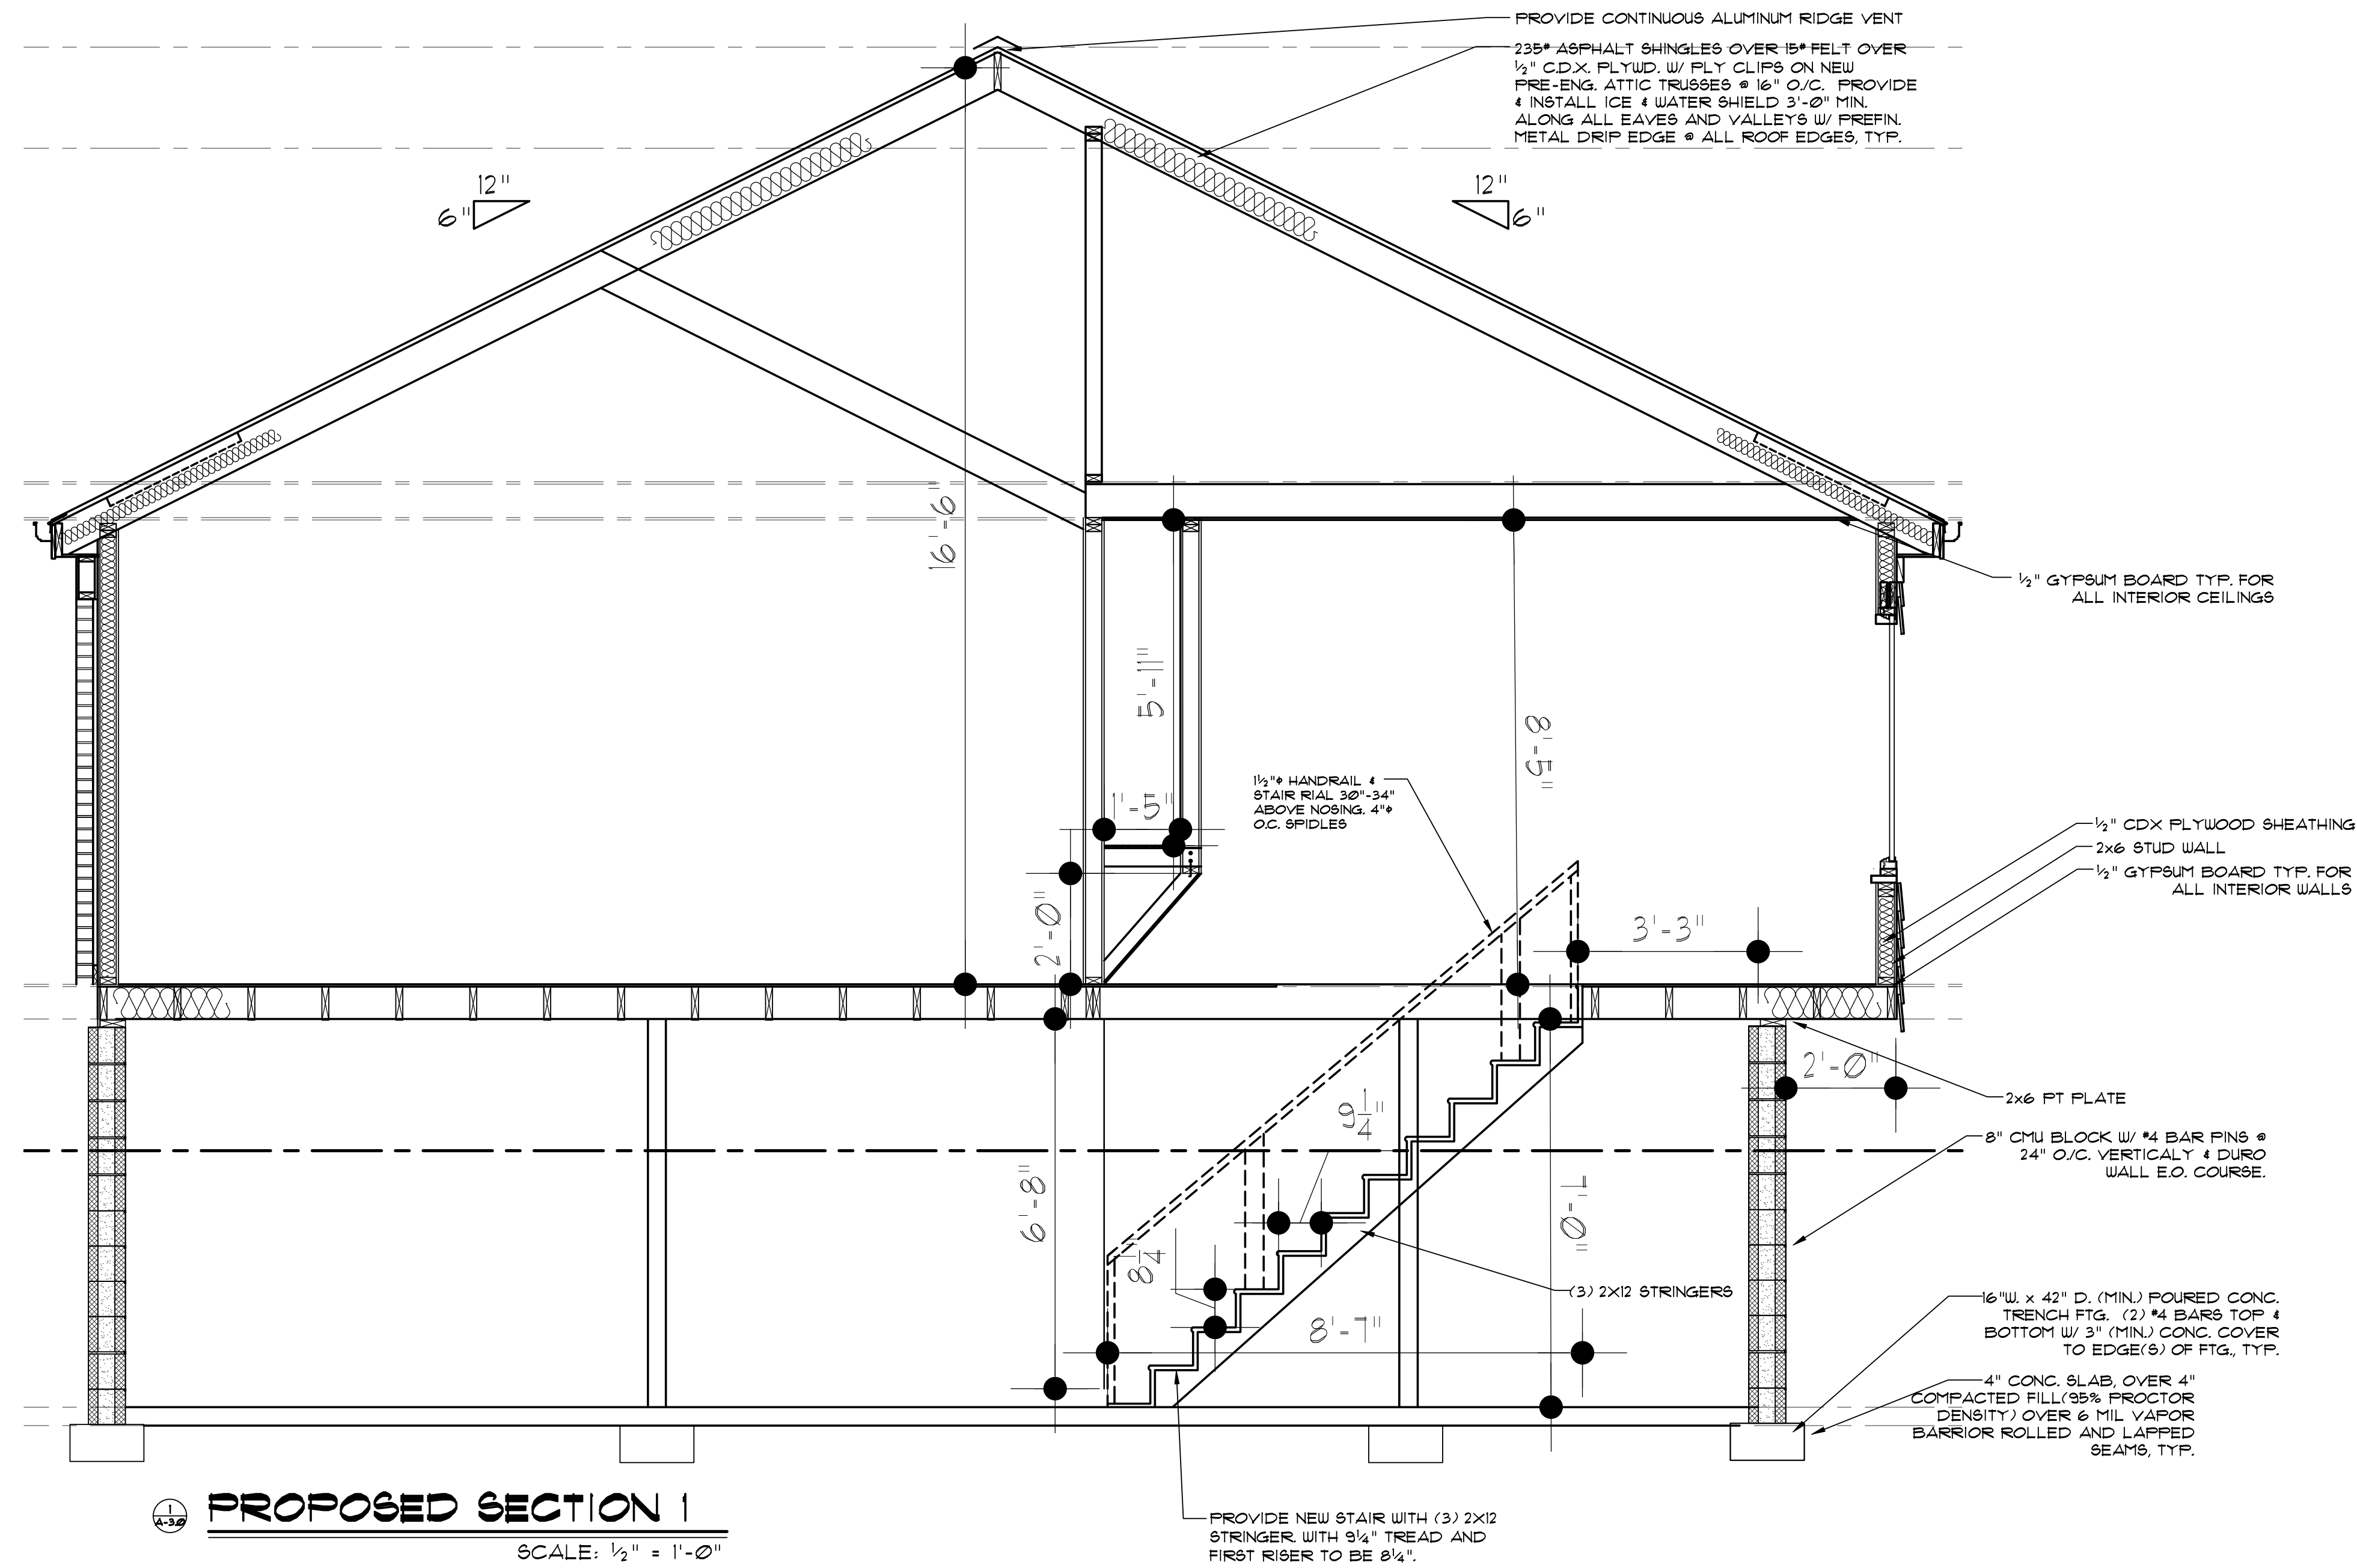 PROVIDE CONTINUOUS ALUMINUM RIDGE VENT
235# ASPHALT SHINGLES OVER 15# FELT OVER
½" C.D.X. PLYWD. W/ PLY CLIPS ON NEW
PRE-ENG. ATTIC TRUSSES @ 16" O./C. PROVIDE
& INSTALL ICE & WATER SHIELD 3'-0" MIN.
ALONG ALL EAVES AND VALLEYS W/ PREFIN.
METAL DRIP EDGE @ ALL ROOF EDGES, TYP.
12"
6"
12"
6"
16'-6"
½" GYPSUM BOARD TYP. FOR
ALL INTERIOR CEILINGS
5'-11"
8'-5"
1'-5"
1½"ϕ HANDRAIL &
STAIR RIAL 30"-34"
ABOVE NOSING. 4"ϕ
O.C. SPIDLES
½" CDX PLYWOOD SHEATHING
2x6 STUD WALL
½" GYPSUM BOARD TYP. FOR
ALL INTERIOR WALLS
2'-0"
3'-3"
2'-0"
2x6 PT PLATE
9¼"
8" CMU BLOCK W/ #4 BAR PINS @
24" O./C. VERTICALY & DURO
WALL E.O. COURSE.
6'-8"
7'-0"
8¼"
(3) 2X12 STRINGERS
8'-7"
16"W. x 42" D. (MIN.) POURED CONC.
TRENCH FTG. (2) #4 BARS TOP &
BOTTOM W/ 3" (MIN.) CONC. COVER
TO EDGE(S) OF FTG., TYP.
4" CONC. SLAB, OVER 4"
COMPACTED FILL(95% PROCTOR
DENSITY) OVER 6 MIL VAPOR
BARRIOR ROLLED AND LAPPED
SEAMS, TYP.
1
A-3.0
PROPOSED SECTION 1
SCALE: ½" = 1'-0"
PROVIDE NEW STAIR WITH (3) 2X12
STRINGER. WITH 9¼" TREAD AND
FIRST RISER TO BE 8¼".